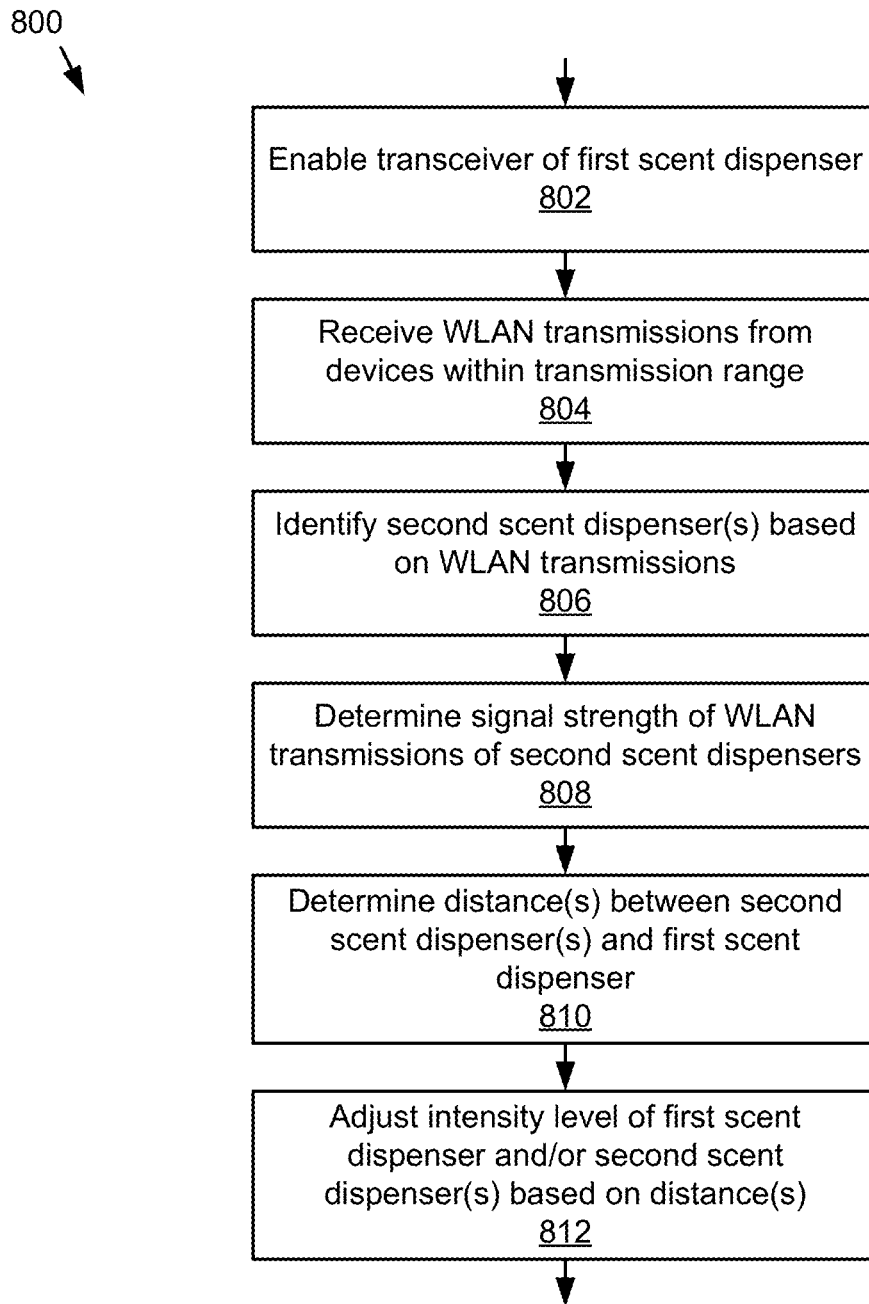 800
Enable transceiver of first scent dispenser
802
Receive WLAN transmissions from
devices within transmission range
804
Identify second scent dispenser(s) based
on WLAN transmissions
806
Determine signal strength of WLAN
transmissions of second scent dispensers
808
Determine distance(s) between second
scent dispenser(s) and first scent
dispenser
810
Adjust intensity level of first scent
dispenser and/or second scent
dispenser(s) based on distance(s)
812